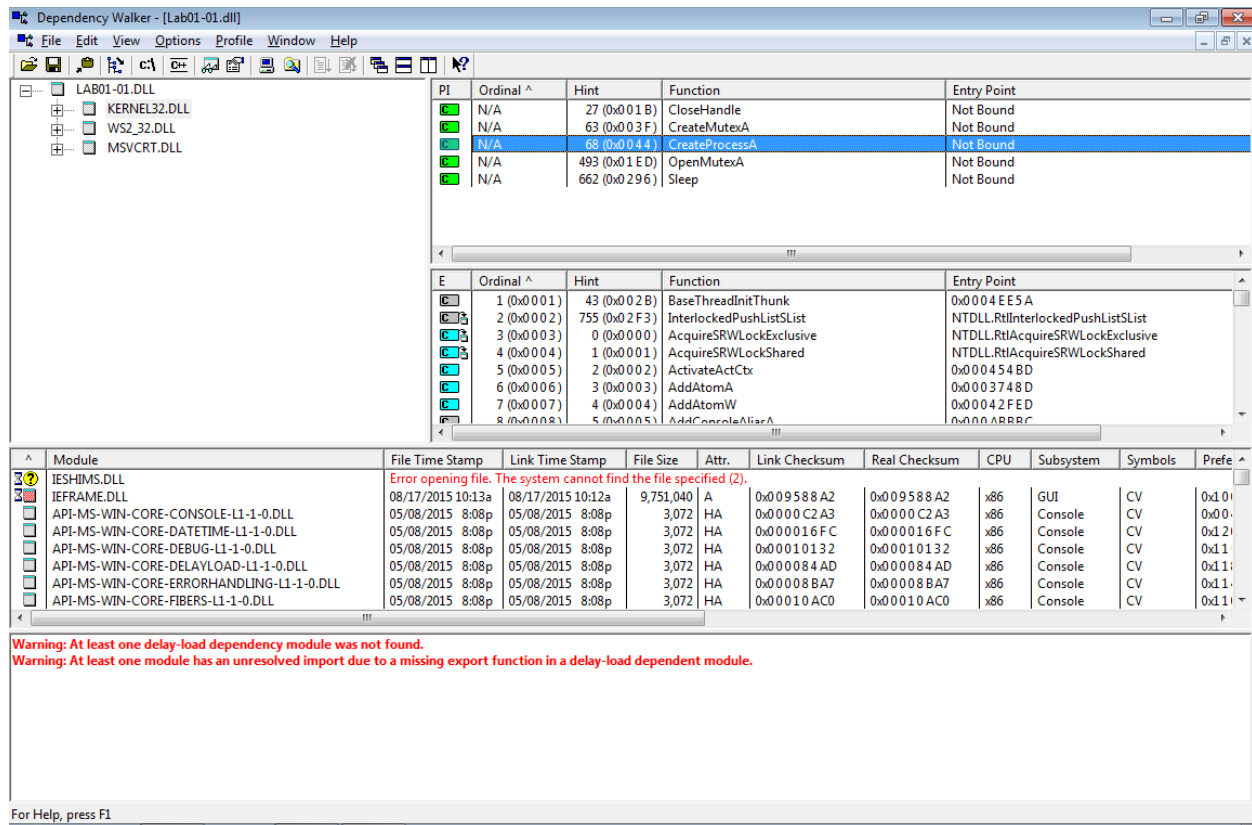 Dependency Walker - [Lab01-01.dll]
File Edit View Options Profile Window Help
c:\ C++
LAB01-01.DLL
KERNEL32.DLL
WS2_32.DLL
MSVCRT.DLL
PI Ordinal ^ Hint Function Entry Point
C N/A 27 (0x001B) CloseHandle Not Bound
C N/A 63 (0x003F) CreateMutexA Not Bound
C N/A 68 (0x0044) CreateProcessA Not Bound
C N/A 493 (0x01ED) OpenMutexA Not Bound
C N/A 662 (0x0296) Sleep Not Bound
E Ordinal ^ Hint Function Entry Point
C 1 (0x0001) 43 (0x002B) BaseThreadInitThunk 0x0004EE5A
C 2 (0x0002) 755 (0x02F3) InterlockedPushListSList NTDLL.RtlInterlockedPushListSList
C 3 (0x0003) 0 (0x0000) AcquireSRWLockExclusive NTDLL.RtlAcquireSRWLockExclusive
C 4 (0x0004) 1 (0x0001) AcquireSRWLockShared NTDLL.RtlAcquireSRWLockShared
C 5 (0x0005) 2 (0x0002) ActivateActCtx 0x000454BD
C 6 (0x0006) 3 (0x0003) AddAtomA 0x0003748D
C 7 (0x0007) 4 (0x0004) AddAtomW 0x00042FED
8 (0x0008) 5 (0x0005) AddConsoleAliasA
^ Module File Time Stamp Link Time Stamp File Size Attr. Link Checksum Real Checksum CPU Subsystem Symbols Prefe
IESHIMS.DLL Error opening file. The system cannot find the file specified (2).
IEFRAME.DLL 08/17/2015 10:13a 08/17/2015 10:12a 9,751,040 A 0x009588A2 0x009588A2 x86 GUI CV 0x10
API-MS-WIN-CORE-CONSOLE-L1-1-0.DLL 05/08/2015 8:08p 05/08/2015 8:08p 3,072 HA 0x0000C2A3 0x0000C2A3 x86 Console CV 0x00
API-MS-WIN-CORE-DATETIME-L1-1-0.DLL 05/08/2015 8:08p 05/08/2015 8:08p 3,072 HA 0x000016FC 0x000016FC x86 Console CV 0x12
API-MS-WIN-CORE-DEBUG-L1-1-0.DLL 05/08/2015 8:08p 05/08/2015 8:08p 3,072 HA 0x00010132 0x00010132 x86 Console CV 0x11
API-MS-WIN-CORE-DELAYLOAD-L1-1-0.DLL 05/08/2015 8:08p 05/08/2015 8:08p 3,072 HA 0x000084AD 0x000084AD x86 Console CV 0x11
API-MS-WIN-CORE-ERRORHANDLING-L1-1-0.DLL 05/08/2015 8:08p 05/08/2015 8:08p 3,072 HA 0x00008BA7 0x00008BA7 x86 Console CV 0x11
API-MS-WIN-CORE-FIBERS-L1-1-0.DLL 05/08/2015 8:08p 05/08/2015 8:08p 3,072 HA 0x00010AC0 0x00010AC0 x86 Console CV 0x11
Warning: At least one delay-load dependency module was not found.
Warning: At least one module has an unresolved import due to a missing export function in a delay-load dependent module.
For Help, press F1